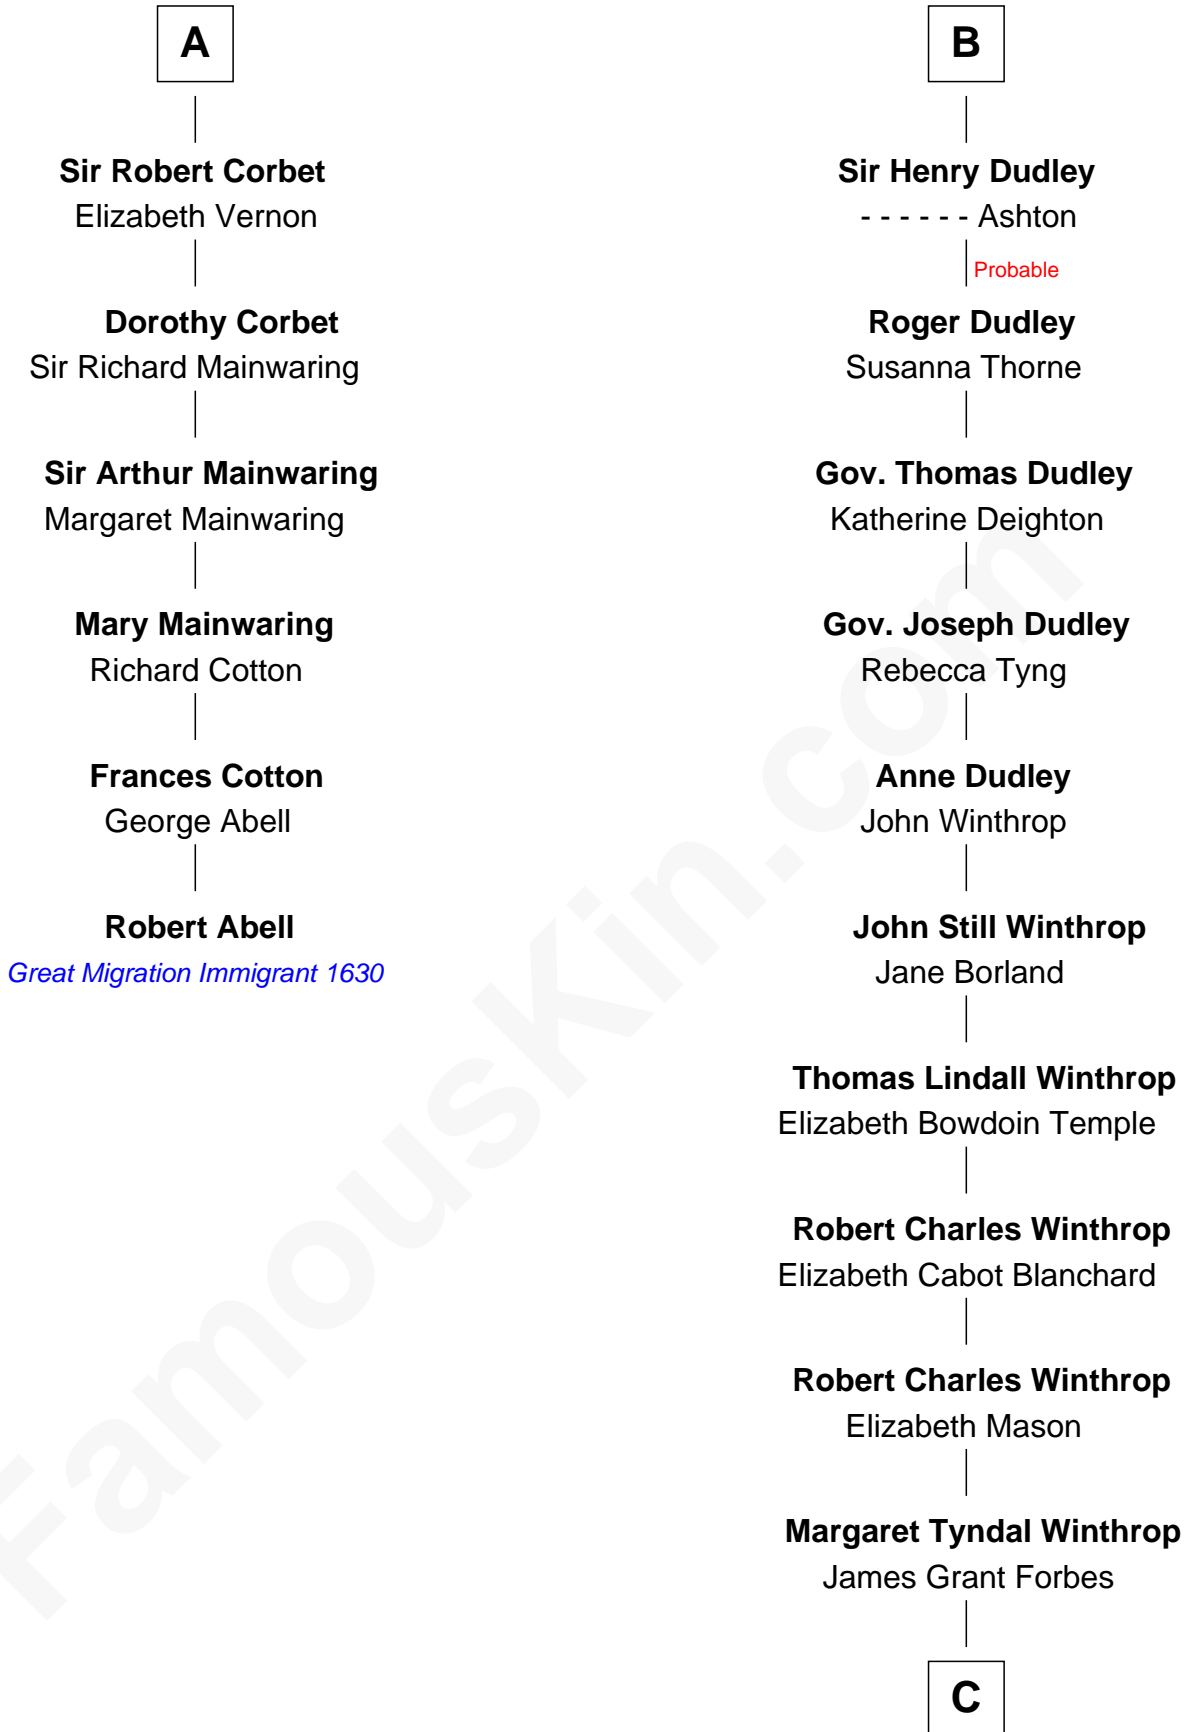 A
Sir Robert Corbet
Elizabeth Vernon
Dorothy Corbet
Sir Richard Mainwaring
Sir Arthur Mainwaring
Margaret Mainwaring
Mary Mainwaring
Richard Cotton
Frances Cotton
George Abell
Robert Abell
Great Migration Immigrant 1630
B
Sir Henry Dudley
- - - - - - Ashton
Probable
Roger Dudley
Susanna Thorne
Gov. Thomas Dudley
Katherine Deighton
Gov. Joseph Dudley
Rebecca Tyng
Anne Dudley
John Winthrop
John Still Winthrop
Jane Borland
Thomas Lindall Winthrop
Elizabeth Bowdoin Temple
Robert Charles Winthrop
Elizabeth Cabot Blanchard
Robert Charles Winthrop
Elizabeth Mason
Margaret Tyndal Winthrop
James Grant Forbes
C
FamousKin.com